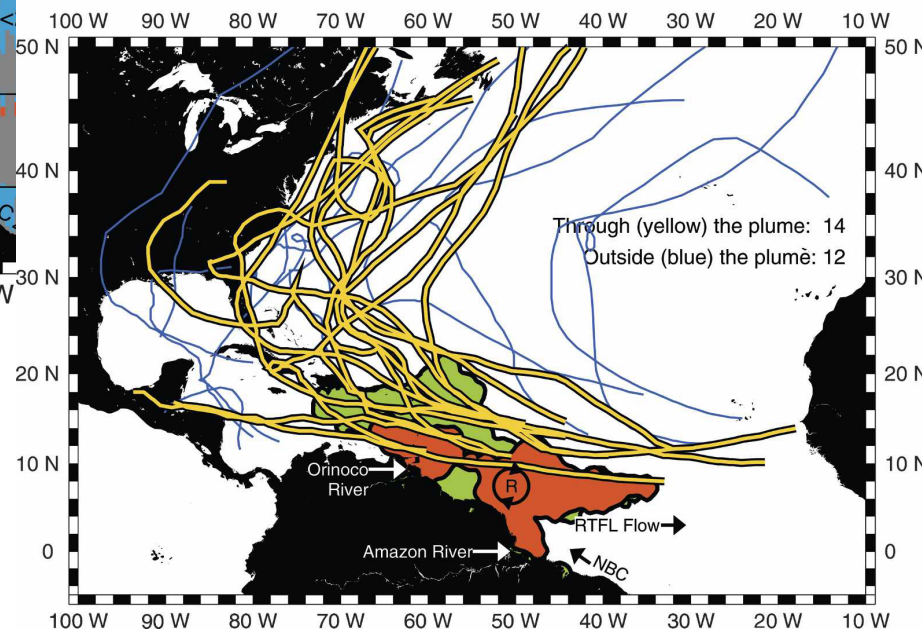 100 W 90 W 80 W 70 W 60 W 50 W 40 W 30 W 20 W 10 W
50 N 50 N
40 N 40 N
Through (yellow) the plume: 14
Outside (blue) the plume: 12
30 N 30 N
20 N 20 N
10 N 10 N
Orinoco
River
R
RTFL Flow
Amazon River
NBC
0 0
100 W 90 W 80 W 70 W 60 W 50 W 40 W 30 W 20 W 10 W